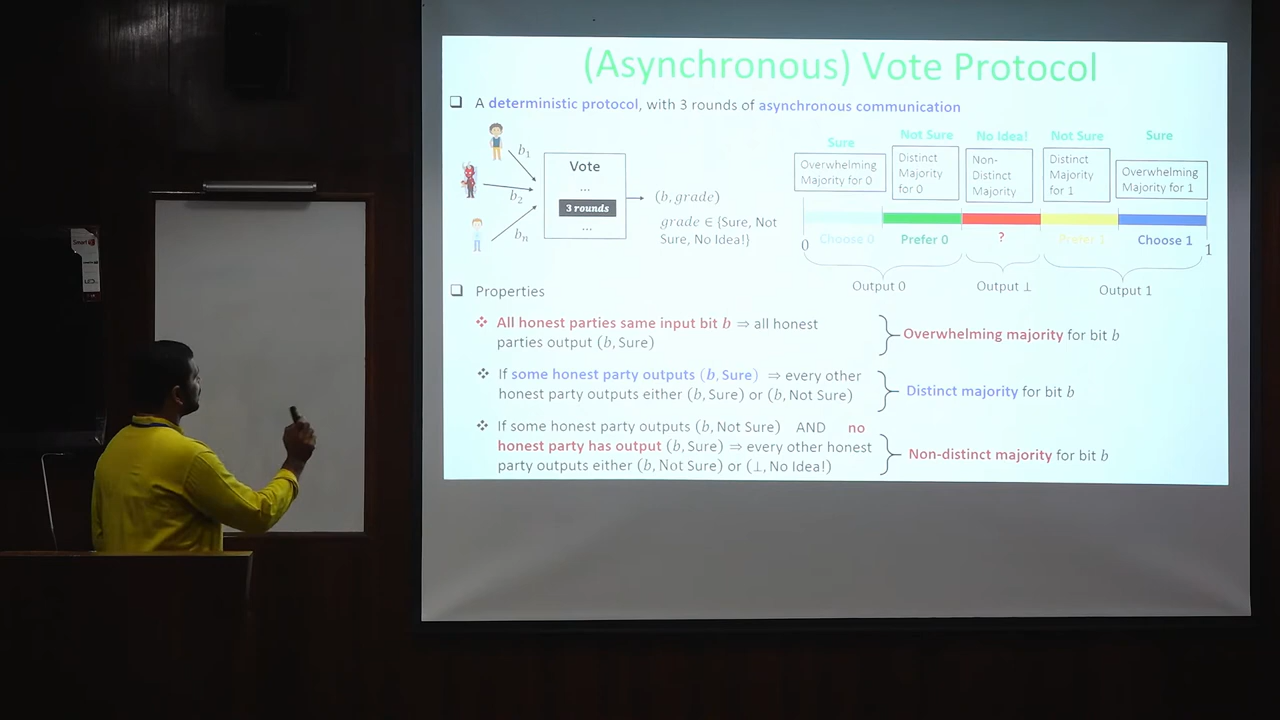 (Asynchronous) Vote Protocol
❑ A deterministic protocol, with 3 rounds of asynchronous communication
b₁
b₂
bₙ
Vote
...
3 rounds
...
(b, grade)
grade ∈ {Sure, Not
Sure, No Idea!}
Sure
Not Sure
No Idea!
Not Sure
Sure
Overwhelming
Majority for 0
Distinct
Majority
for 0
Non-
Distinct
Majority
Distinct
Majority
for 1
Overwhelming
Majority for 1
0
Choose 0
Prefer 0
?
Prefer 1
Choose 1
1
Output 0
Output ⊥
Output 1
❑ Properties
❖ All honest parties same input bit b ⇒ all honest
parties output (b, Sure)
Overwhelming majority for bit b
❖ If some honest party outputs (b, Sure) ⇒ every other
honest party outputs either (b, Sure) or (b, Not Sure)
Distinct majority for bit b
❖ If some honest party outputs (b, Not Sure) AND no
honest party has output (b, Sure) ⇒ every other honest
party outputs either (b, Not Sure) or (⊥, No Idea!)
Non-distinct majority for bit b